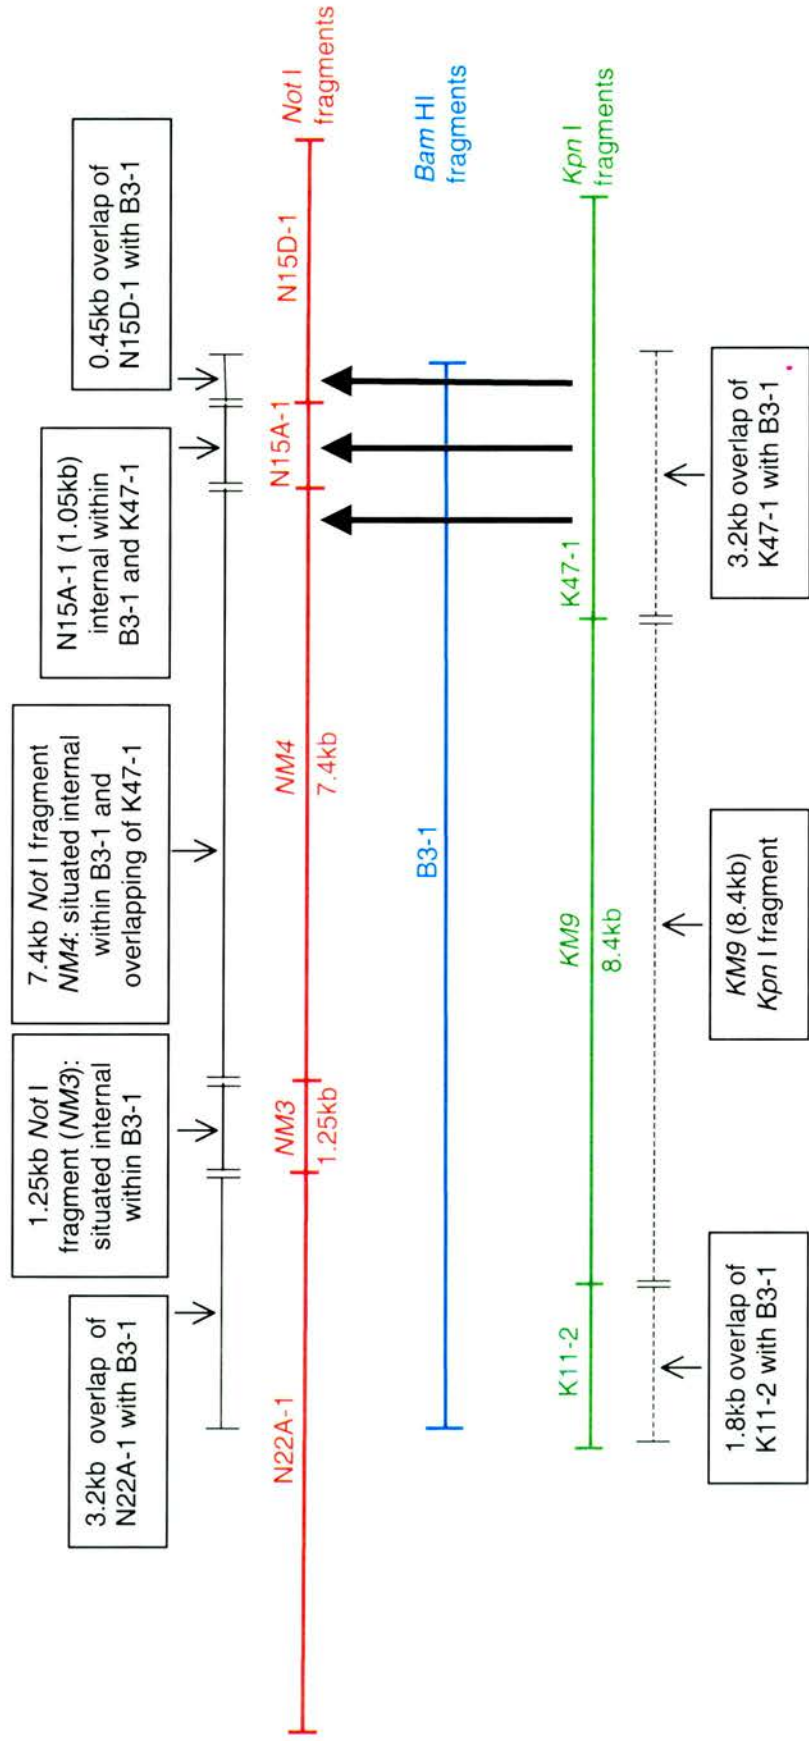 3.2kb overlap of
N22A-1 with B3-1
1.25kb Not I
fragment (NM3):
situated internal
within B3-1
7.4kb Not I fragment
NM4: situated internal
within B3-1 and
overlapping of K47-1
N15A-1 (1.05kb)
internal within
B3-1 and K47-1
0.45kb overlap of
N15D-1 with B3-1
N22A-1
NM3
1.25kb
NM4
7.4kb
N15A-1
N15D-1
Not I
fragments
B3-1
Bam HI
fragments
K11-2
KM9
8.4kb
K47-1
Kpn I
fragments
1.8kb overlap of
K11-2 with B3-1
KM9 (8.4kb)
Kpn I fragment
3.2kb overlap of
K47-1 with B3-1